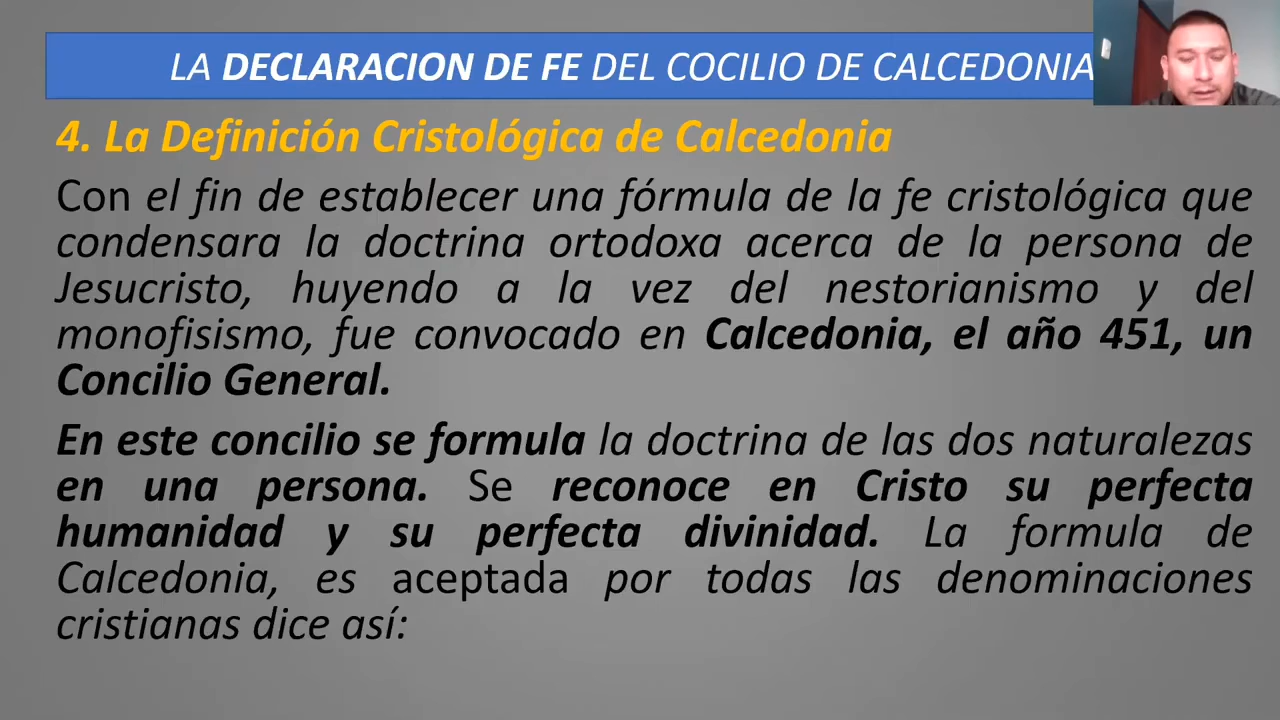 LA DECLARACION DE FE DEL COCILIO DE CALCEDONIA
4. La Definición Cristológica de Calcedonia
Con el fin de establecer una fórmula de la fe cristológica que
condensara la doctrina ortodoxa acerca de la persona de
Jesucristo, huyendo a la vez del nestorianismo y del
monofisismo, fue convocado en Calcedonia, el año 451, un
Concilio General.
En este concilio se formula la doctrina de las dos naturalezas
en una persona. Se reconoce en Cristo su perfecta
humanidad y su perfecta divinidad. La formula de
Calcedonia, es aceptada por todas las denominaciones
cristianas dice así: